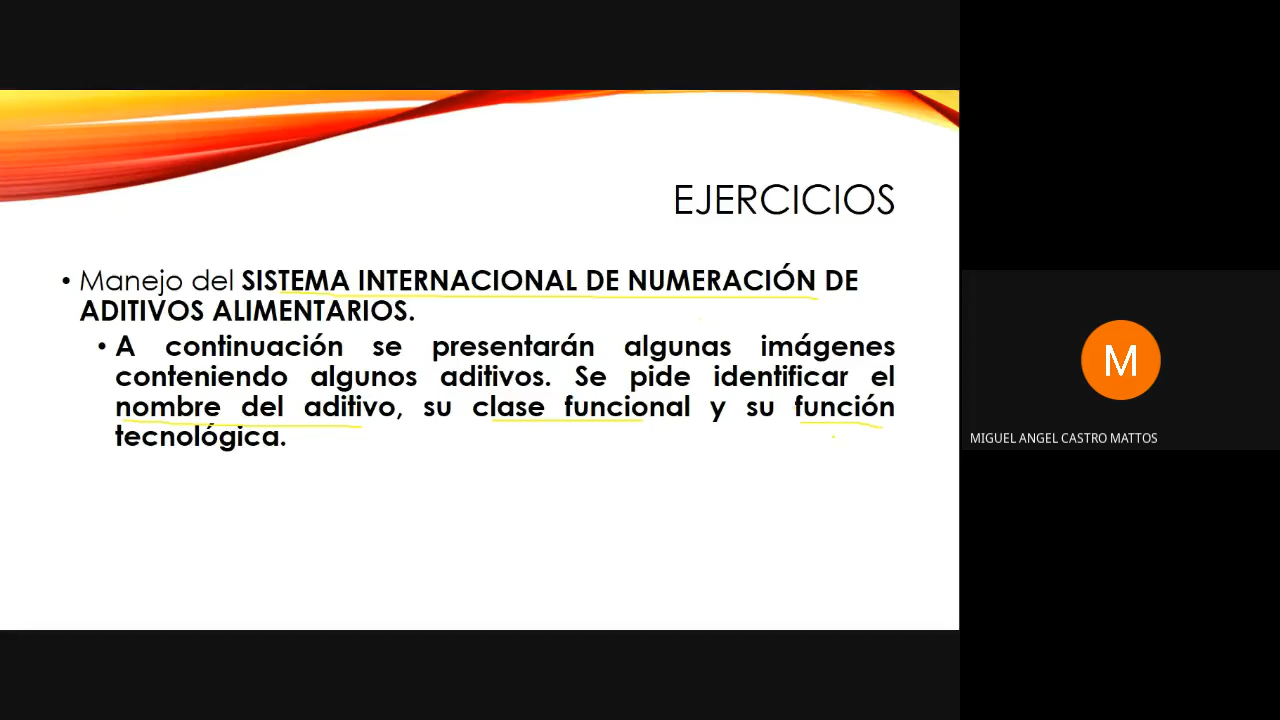 EJERCICIOS
• Manejo del SISTEMA INTERNACIONAL DE NUMERACIÓN DE
ADITIVOS ALIMENTARIOS.
• A continuación se presentarán algunas imágenes
conteniendo algunos aditivos. Se pide identificar el
nombre del aditivo, su clase funcional y su función
tecnológica.
M
MIGUEL ANGEL CASTRO MATTOS